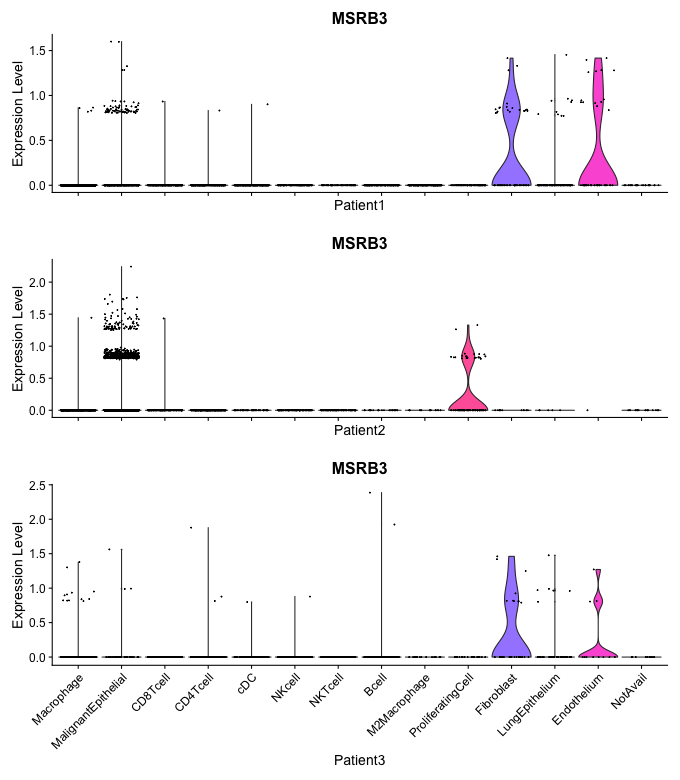 MSRB3
Expression Level
1.5
1.0
0.5
0.0
Patient1
MSRB3
Expression Level
2.0
1.5
1.0
0.5
0.0
Patient2
MSRB3
Expression Level
2.5
2.0
1.5
1.0
0.5
0.0
Macrophage
MalignantEpithelial
CD8Tcell
CD4Tcell
cDC
NKcell
NKTcell
Bcell
M2Macrophage
ProliferatingCell
Fibroblast
LungEpithelium
Endothelium
NotAvail
Patient3